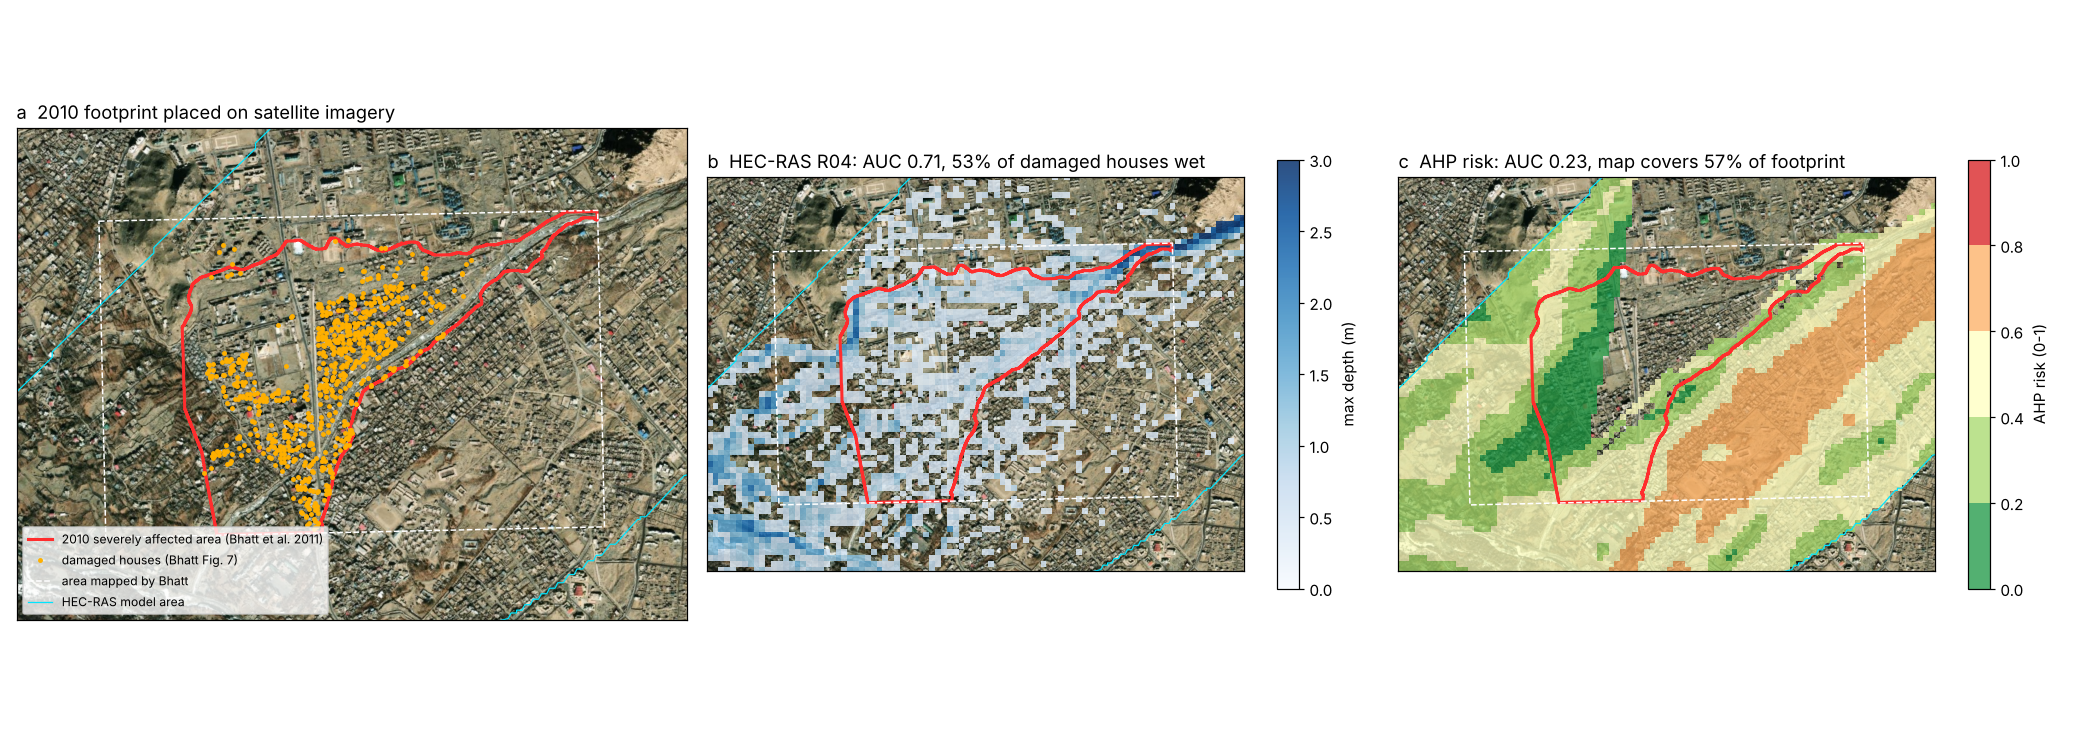 a  2010 footprint placed on satellite imagery
2010 severely affected area (Bhatt et al. 2011)
damaged houses (Bhatt Fig. 7)
area mapped by Bhatt
HEC-RAS model area
b  HEC-RAS R04: AUC 0.71, 53% of damaged houses wet
3.0
2.5
2.0
1.5
1.0
0.5
0.0
max depth (m)
c  AHP risk: AUC 0.23, map covers 57% of footprint
1.0
0.8
0.6
0.4
0.2
0.0
AHP risk (0-1)